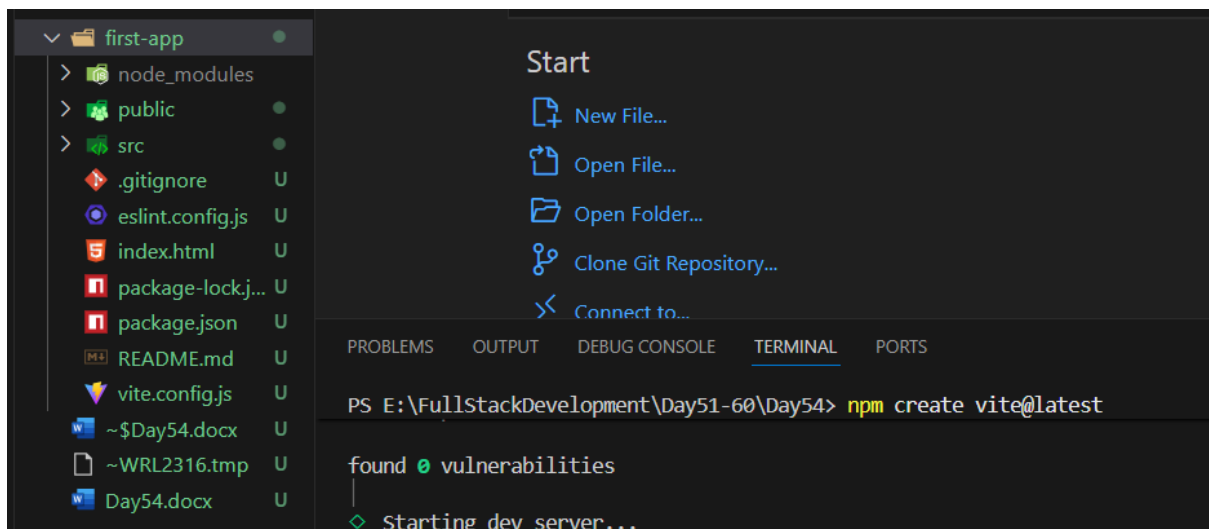 first-app
node_modules
public
src
.gitignore U
eslint.config.js U
index.html U
package-lock.j... U
package.json U
README.md U
vite.config.js U
~$Day54.docx U
~WRL2316.tmp U
Day54.docx U
Start
New File...
Open File...
Open Folder...
Clone Git Repository...
Connect to...
PROBLEMS OUTPUT DEBUG CONSOLE TERMINAL PORTS
PS E:\FullStackDevelopment\Day51-60\Day54> npm create vite@latest
found 0 vulnerabilities
Starting dev server...